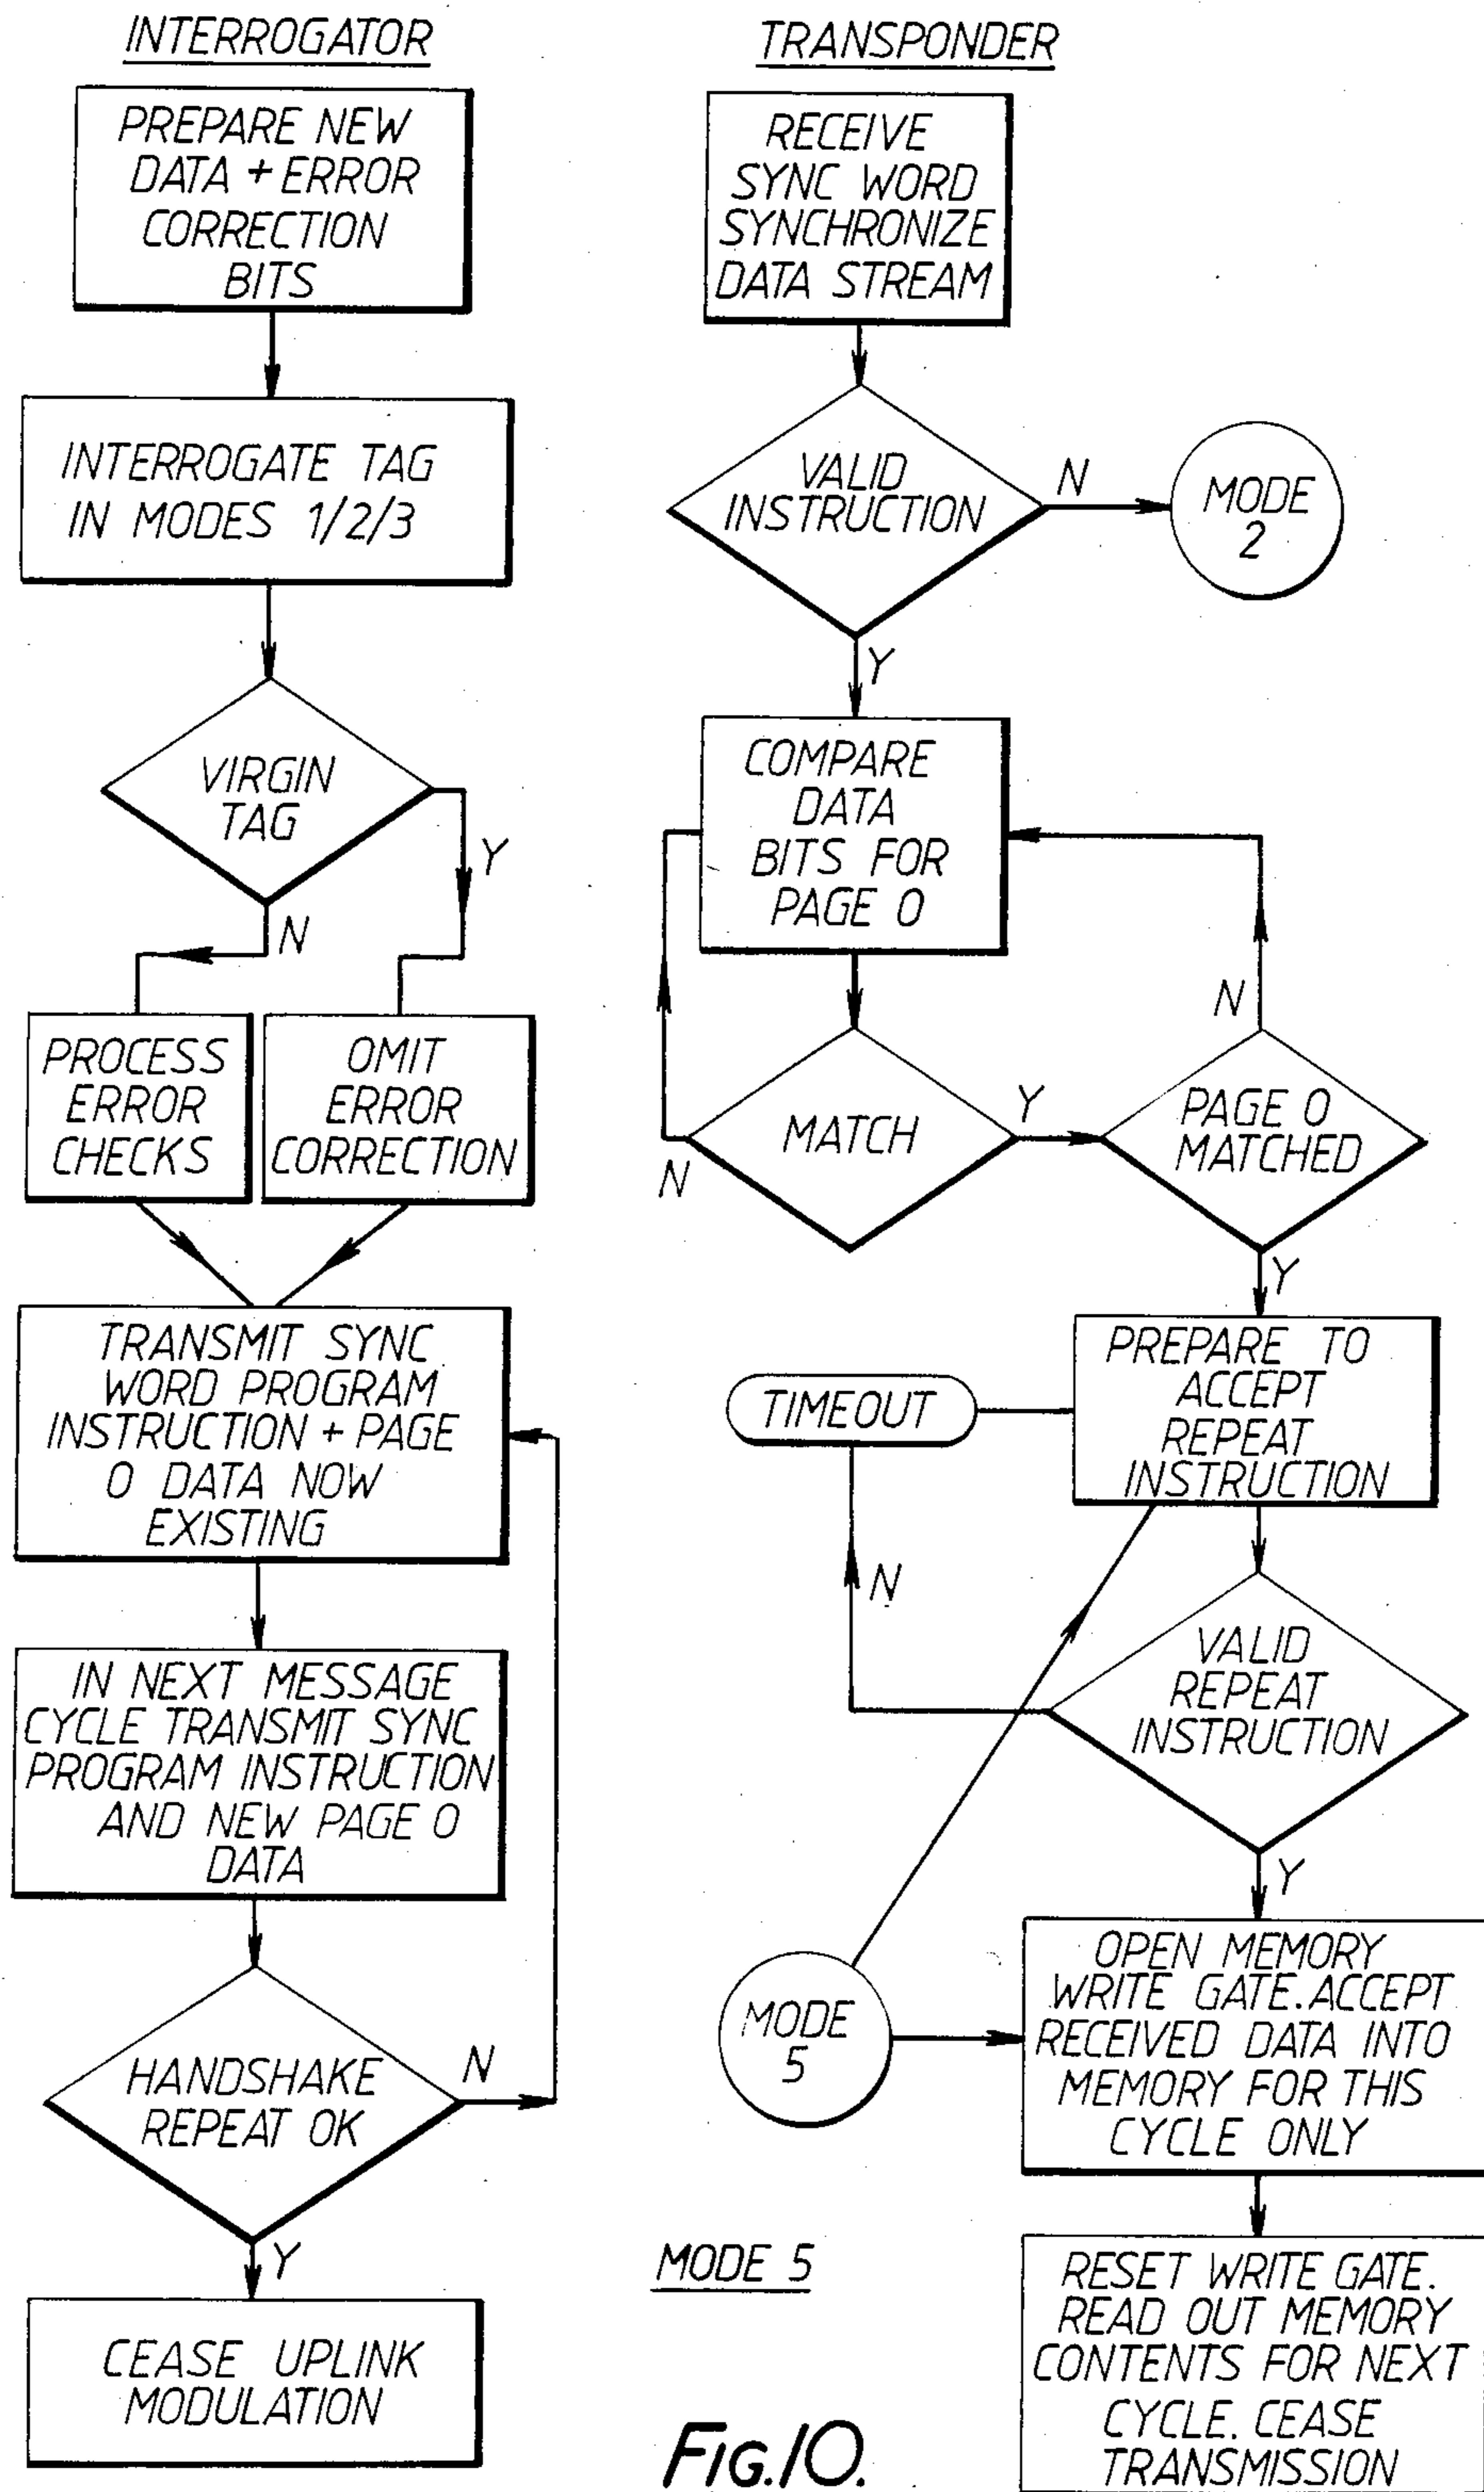 INTERROGATOR
PREPARE NEW
DATA + ERROR
CORRECTION
BITS
INTERROGATE TAG
IN MODES 1/2/3
VIRGIN
TAG
Y
N
PROCESS
ERROR
CHECKS
OMIT
ERROR
CORRECTION
TRANSMIT SYNC
WORD PROGRAM
INSTRUCTION + PAGE
0 DATA NOW
EXISTING
IN NEXT MESSAGE
CYCLE TRANSMIT SYNC
PROGRAM INSTRUCTION
AND NEW PAGE 0
DATA
HANDSHAKE
REPEAT OK
N
Y
CEASE UPLINK
MODULATION
TRANSPONDER
RECEIVE
SYNC WORD
SYNCHRONIZE
DATA STREAM
VALID
INSTRUCTION
N
MODE
2
Y
COMPARE
DATA
BITS FOR
PAGE 0
MATCH
N
Y
PAGE 0
MATCHED
N
Y
PREPARE TO
ACCEPT
REPEAT
INSTRUCTION
TIMEOUT
N
VALID
REPEAT
INSTRUCTION
Y
MODE
5
OPEN MEMORY
WRITE GATE. ACCEPT
RECEIVED DATA INTO
MEMORY FOR THIS
CYCLE ONLY
RESET WRITE GATE.
READ OUT MEMORY
CONTENTS FOR NEXT
CYCLE. CEASE
TRANSMISSION
MODE 5
FIG.10.